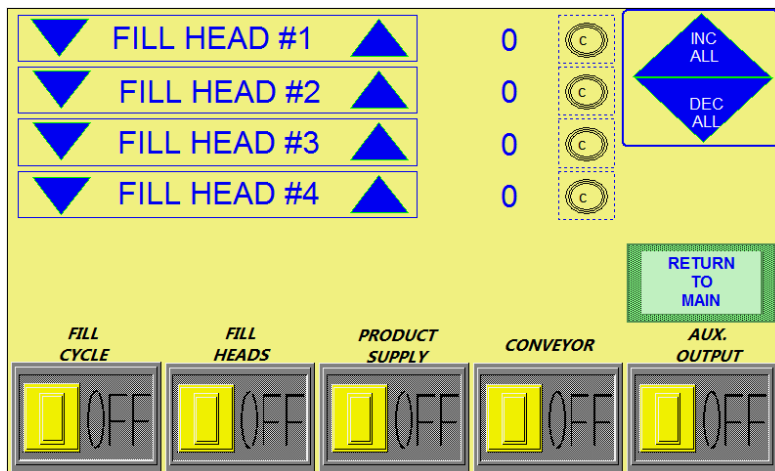 FILL HEAD #1 0 C
FILL HEAD #2 0 C
FILL HEAD #3 0 C
FILL HEAD #4 0 C
INC
ALL
DEC
ALL
RETURN
TO
MAIN
FILL
CYCLE
FILL
HEADS
PRODUCT
SUPPLY
CONVEYOR
AUX.
OUTPUT
OFF OFF OFF OFF OFF